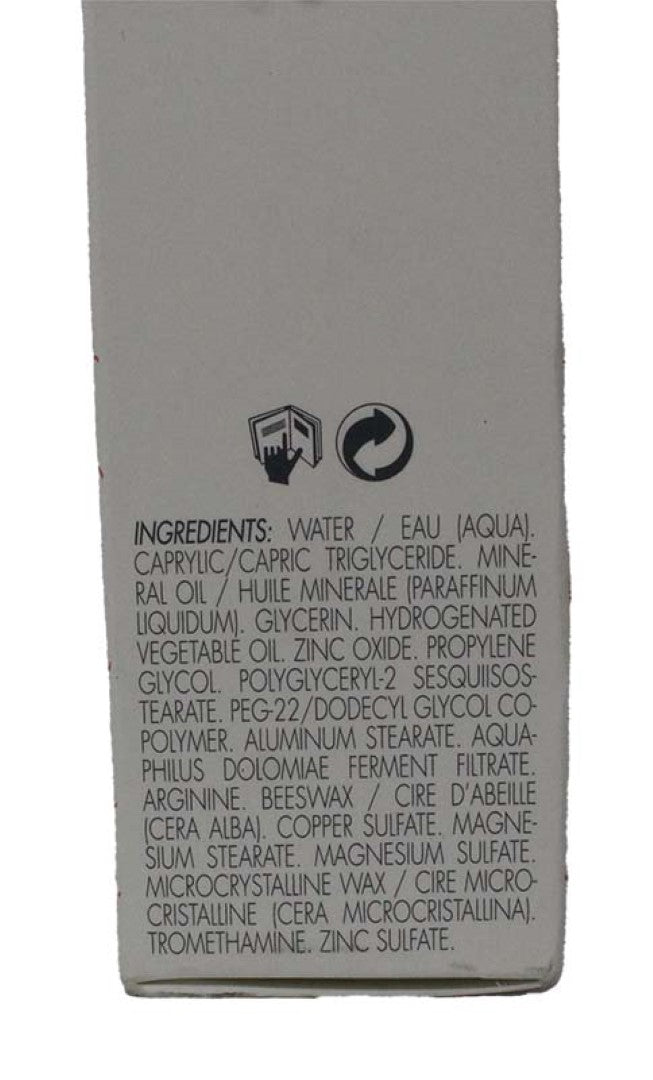 INGREDIENTS: WATER / EAU (AQUA).
CAPRYLIC/CAPRIC TRIGLYCERIDE. MINE-
RAL OIL / HUILE MINERALE (PARAFFINUM
LIQUIDUM). GLYCERIN. HYDROGENATED
VEGETABLE OIL. ZINC OXIDE. PROPYLENE
GLYCOL. POLYGLYCERYL-2 SESQUIISOS-
TEARATE. PEG-22/DODECYL GLYCOL CO-
POLYMER. ALUMINUM STEARATE. AQUA-
PHILUS DOLOMIAE FERMENT FILTRATE.
ARGININE. BEESWAX / CIRE D'ABEILLE
(CERA ALBA). COPPER SULFATE. MAGNE-
SIUM STEARATE. MAGNESIUM SULFATE.
MICROCRYSTALLINE WAX / CIRE MICRO-
CRISTALLINE (CERA MICROCRISTALLINA).
TROMETHAMINE. ZINC SULFATE.